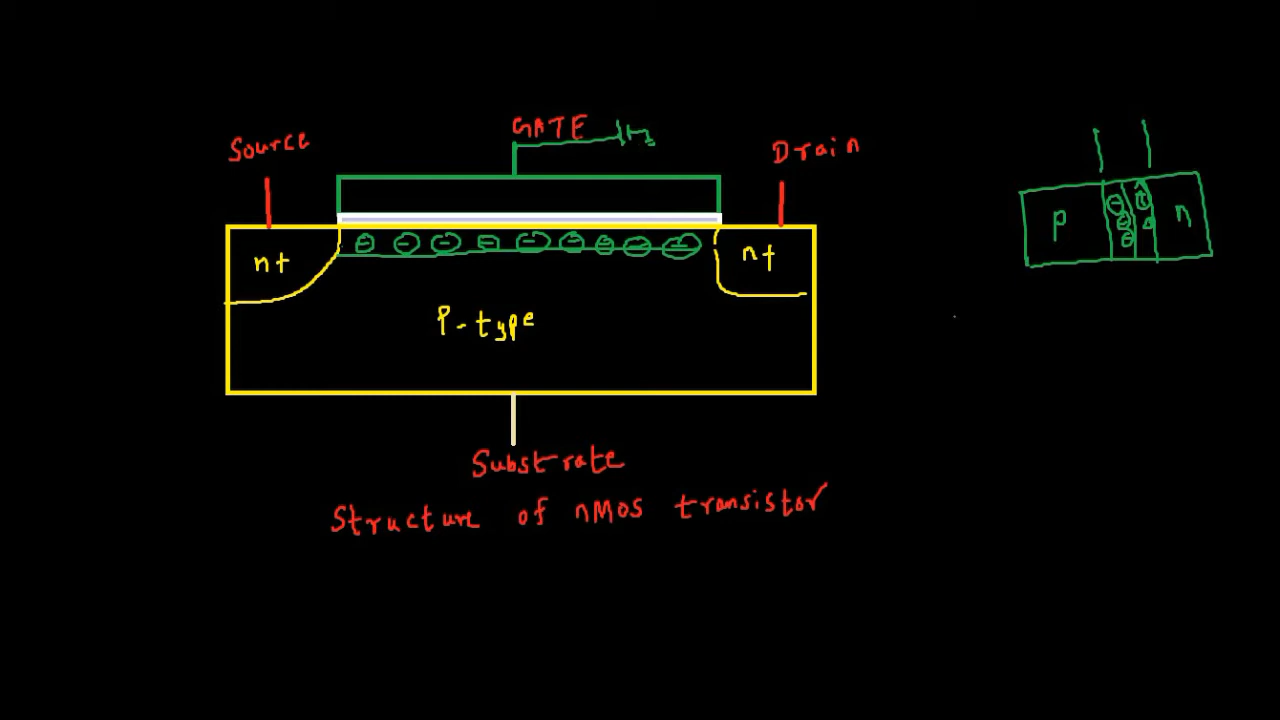 GATE
Source
Drain
p
n
n+
n+
P-type
Substrate
Structure of nMOS transistor